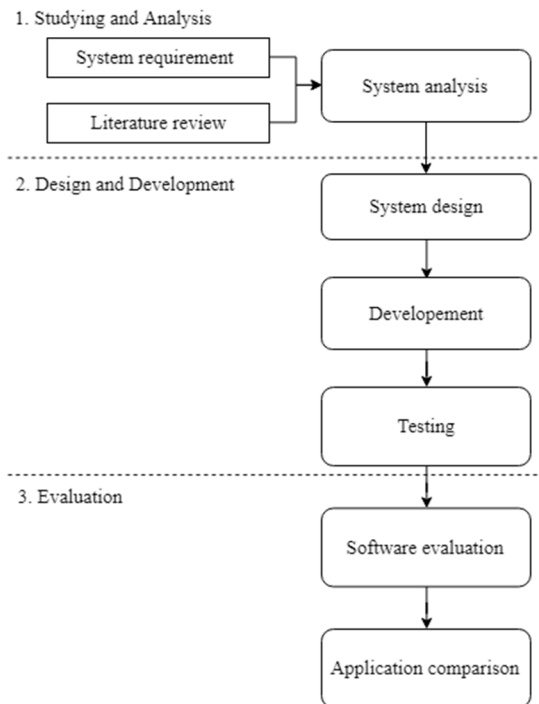 1. Studying and Analysis
System requirement
System analysis
Literature review
2. Design and Development
System design
Developement
Testing
3. Evaluation
Software evaluation
Application comparison